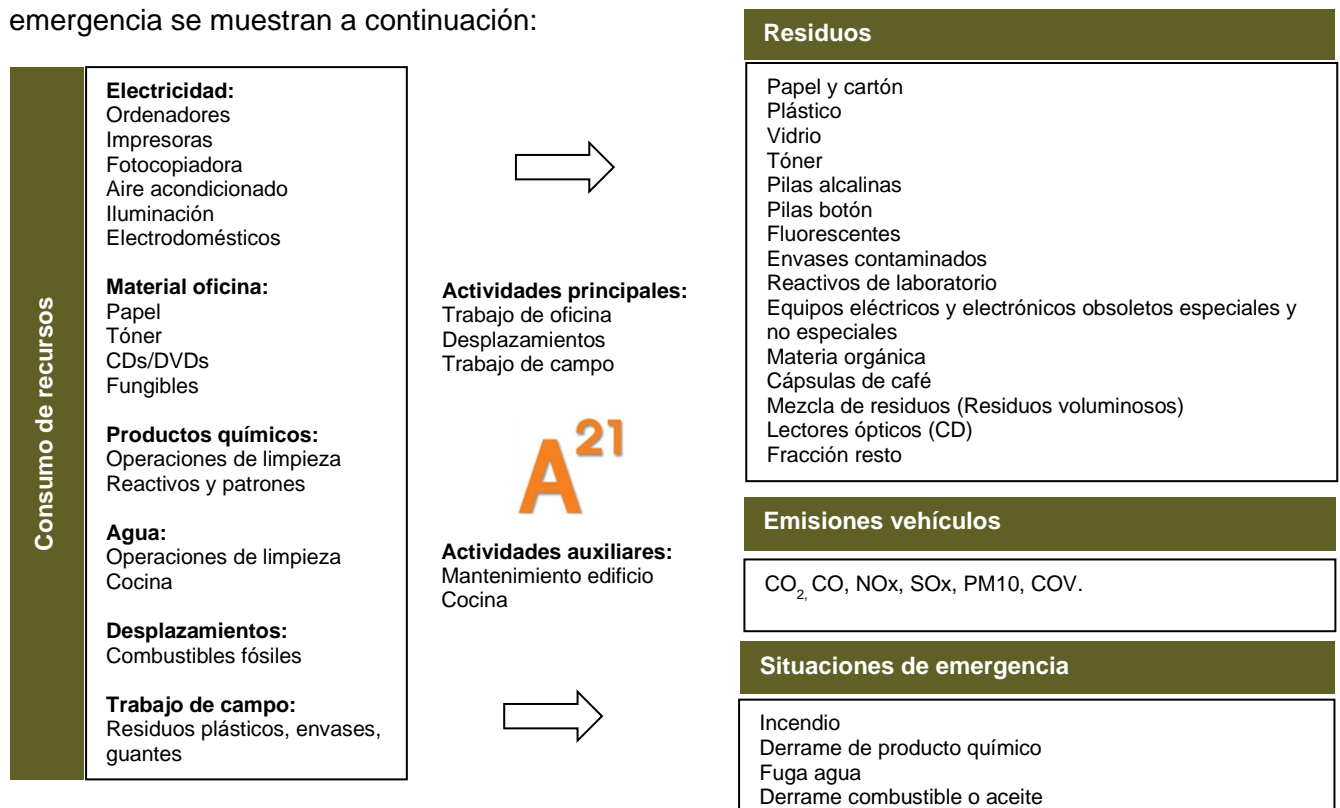 emergencia se muestran a continuación:
Consumo de recursos
Electricidad:
Ordenadores
Impresoras
Fotocopiadora
Aire acondicionado
Iluminación
Electrodomésticos
Material oficina:
Papel
Tóner
CDs/DVDs
Fungibles
Productos químicos:
Operaciones de limpieza
Reactivos y patrones
Agua:
Operaciones de limpieza
Cocina
Desplazamientos:
Combustibles fósiles
Trabajo de campo:
Residuos plásticos, envases,
guantes
Actividades principales:
Trabajo de oficina
Desplazamientos
Trabajo de campo
A21
Actividades auxiliares:
Mantenimiento edificio
Cocina
Residuos
Papel y cartón
Plástico
Vidrio
Tóner
Pilas alcalinas
Pilas botón
Fluorescentes
Envases contaminados
Reactivos de laboratorio
Equipos eléctricos y electrónicos obsoletos especiales y
no especiales
Materia orgánica
Cápsulas de café
Mezcla de residuos (Residuos voluminosos)
Lectores ópticos (CD)
Fracción resto
Emisiones vehículos
CO2, CO, NOx, SOx, PM10, COV.
Situaciones de emergencia
Incendio
Derrame de producto químico
Fuga agua
Derrame combustible o aceite